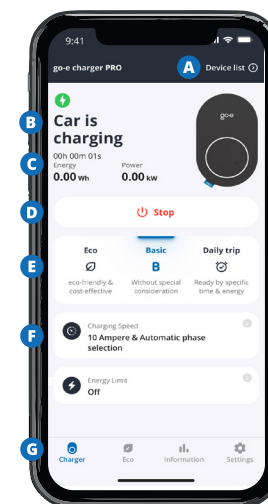 9:41
go-e charger PRO
A Device list
B Car is
charging
go-e
C 00h 00m 01s
Energy Power
0.00 Wh 0.00 kW
D Stop
Eco Basic Daily trip
E B
eco-friendly & Without special Ready by specific
cost-effective consideration time & energy
Charging Speed
F 10 Ampere & Automatic phase
selection
Energy Limit
Off
G Charger Eco Information Settings